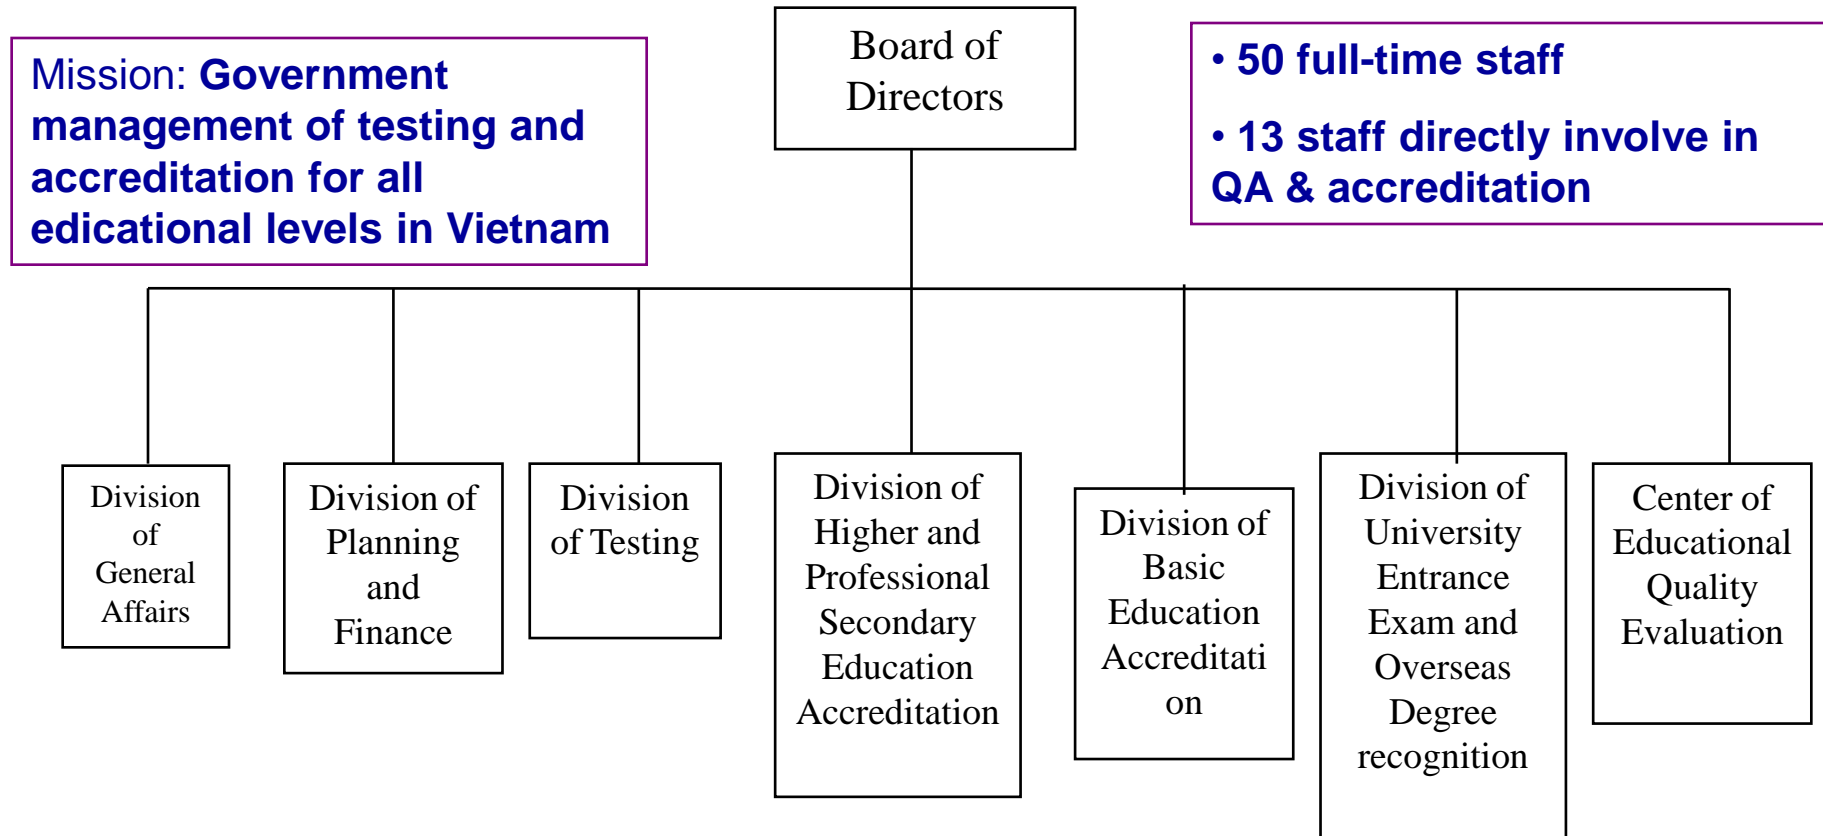 Mission: Government
management of testing and
accreditation for all
edicational levels in Vietnam
Board of
Directors
• 50 full-time staff
• 13 staff directly involve in
QA & accreditation
Division
of
General
Affairs
Division of
Planning
and
Finance
Division
of Testing
Division of
Higher and
Professional
Secondary
Education
Accreditation
Division of
Basic
Education
Accreditati
on
Division of
University
Entrance
Exam and
Overseas
Degree
recognition
Center of
Educational
Quality
Evaluation